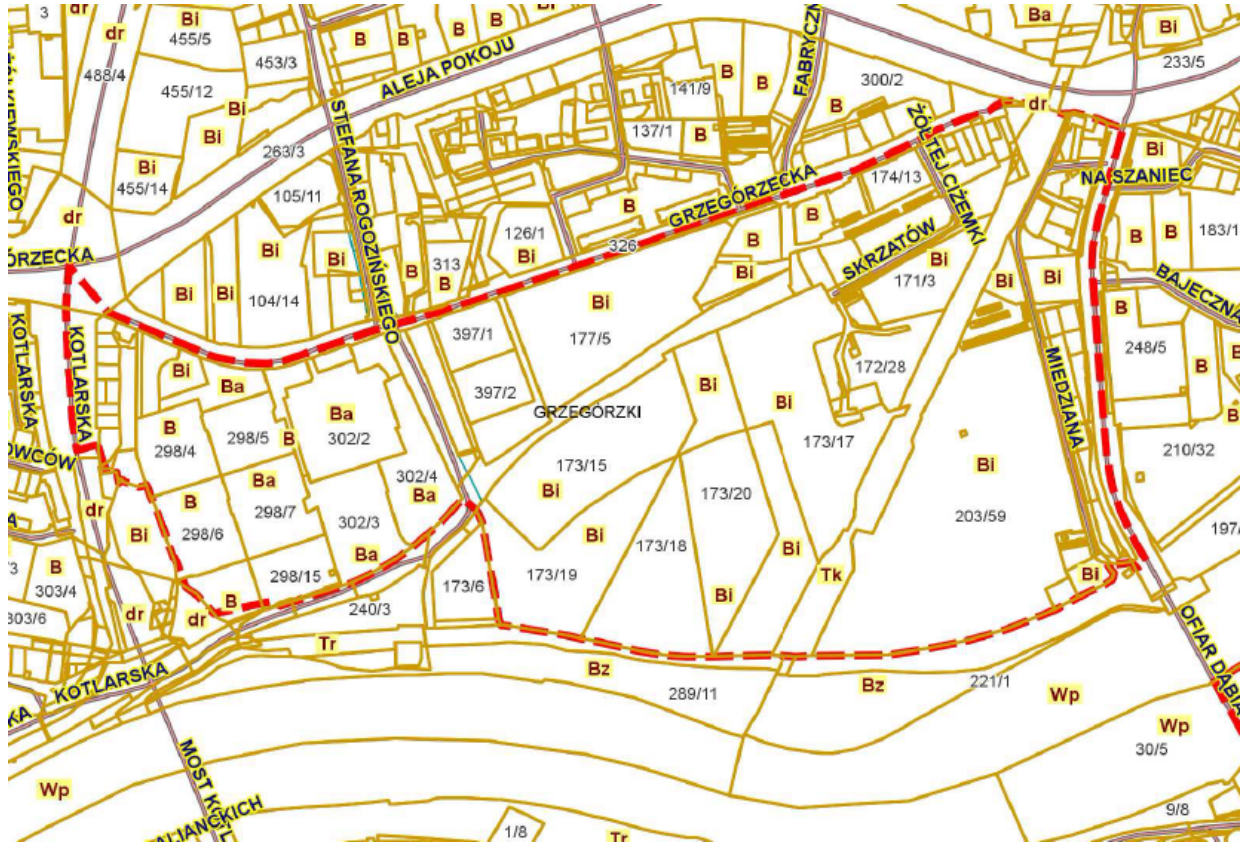 3
dr
dr
Bi
455/5
453/3
B
B
B
B
Bi
Ba
Bi
233/5
488/4
455/12
Bi
Bi
ALEJA POKOJU
141/9
B
B
300/2
B
dr
STEFANA ROGOZIŃSKIEGO
263/3
137/1
B
Bi
455/14
105/11
ŻÓŁTEJ CIŻEMKI
174/13
Bi
NA SZANIEC
dr
GRZEGÓRZECKA
B
B
126/1
Bi
326
B
B
SKRZATÓW
Bi
B
B
183/1
Bi
313
B
B
Bi
Bi
Bi
104/14
Bi
171/3
Bi
Bi
BAJECZNA
B
KOTLARSKA
KOTLARSKA
397/1
177/5
248/5
B
B
Bi
Ba
172/28
MIEDZIANA
397/2
GRZEGÓRZKI
Bi
Bi
B
298/4
298/5
B
Ba
302/2
173/17
210/32
173/15
Bi
Ba
302/4
Ba
Bi
173/20
B
298/6
298/7
302/3
203/59
dr
Bi
Bi
173/18
Bi
Ba
173/19
173/6
298/15
B
Tk
Bi
B
303/4
303/6
dr
dr
240/3
Bi
Tr
OFIAR DĄBIA
Bz
Bz
289/11
221/1
Wp
Wp
KOTLARSKA
30/5
Wp
9/8
1/8
Tr